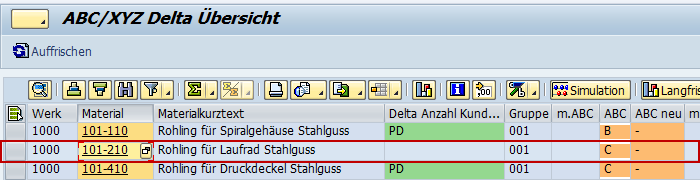 ABC/XYZ Delta Übersicht
Auffrischen
Simulation Langfris
Werk Material Materialkurztext Delta Anzahl Kund... Gruppe m.ABC ABC ABC neu m
1000 101-110 Rohling für Spiralgehäuse Stahlguss PD 001 B -
1000 101-210 Rohling für Laufrad Stahlguss 001 C -
1000 101-410 Rohling für Druckdeckel Stahlguss PD 001 C -